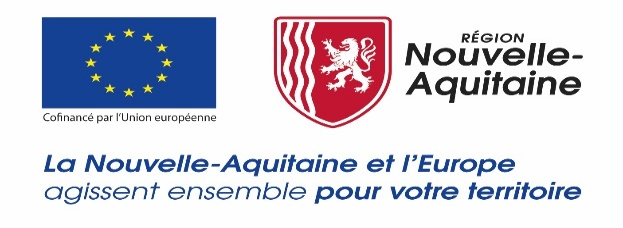 Cofinancé par l'Union européenne
RÉGION
Nouvelle-
Aquitaine
La Nouvelle-Aquitaine et l'Europe
agissent ensemble pour votre territoire